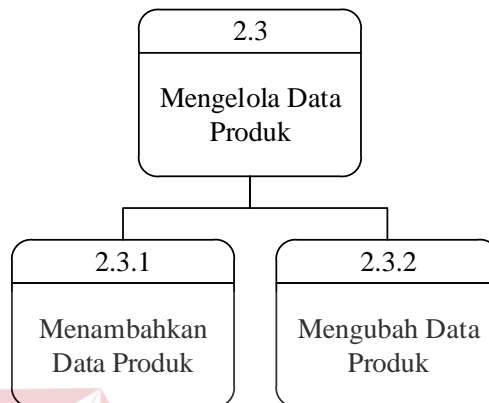 2.3
Mengelola Data
Produk
2.3.1
Menambahkan
Data Produk
2.3.2
Mengubah Data
Produk